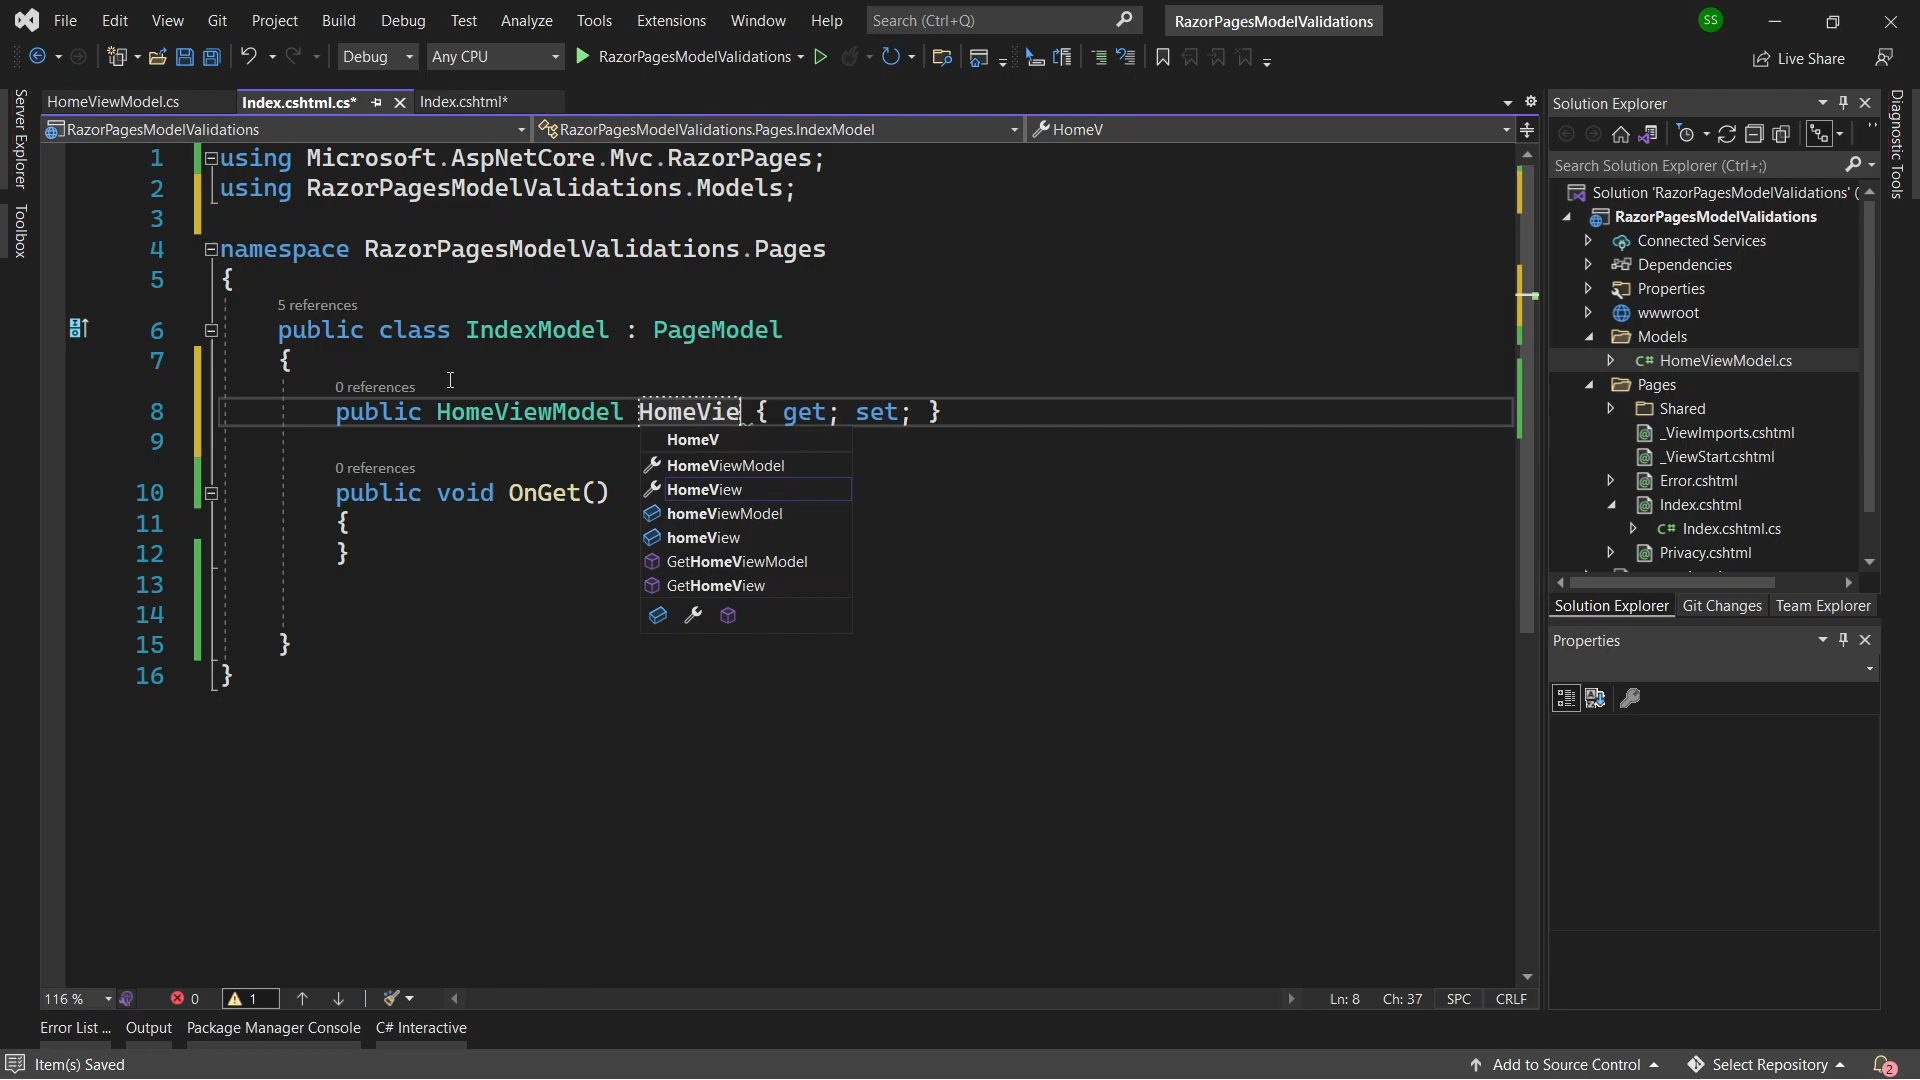 File Edit View Git Project Build Debug Test Analyze Tools Extensions Window Help Search (Ctrl+Q) RazorPagesModelValidations SS
Debug Any CPU RazorPagesModelValidations Live Share
Server Explorer
Toolbox
HomeViewModel.cs Index.cshtml.cs* Index.cshtml*
RazorPagesModelValidations RazorPagesModelValidations.Pages.IndexModel HomeV
1 using Microsoft.AspNetCore.Mvc.RazorPages;
2 using RazorPagesModelValidations.Models;
3
4 namespace RazorPagesModelValidations.Pages
5 {
5 references
6 public class IndexModel : PageModel
7 {
0 references
8 public HomeViewModel HomeVie { get; set; }
9
0 references
10 public void OnGet()
11 {
12 }
13
14
15 }
16 }
HomeV
HomeViewModel
HomeView
homeViewModel
homeView
GetHomeViewModel
GetHomeView
116 % 0 1 Ln: 8 Ch: 37 SPC CRLF
Error List ... Output Package Manager Console C# Interactive
Item(s) Saved Add to Source Control Select Repository 2
Solution Explorer
Search Solution Explorer (Ctrl+;)
Solution 'RazorPagesModelValidations' (
RazorPagesModelValidations
Connected Services
Dependencies
Properties
wwwroot
Models
C# HomeViewModel.cs
Pages
Shared
_ViewImports.cshtml
_ViewStart.cshtml
Error.cshtml
Index.cshtml
C# Index.cshtml.cs
Privacy.cshtml
Solution Explorer Git Changes Team Explorer
Properties
Diagnostic Tools